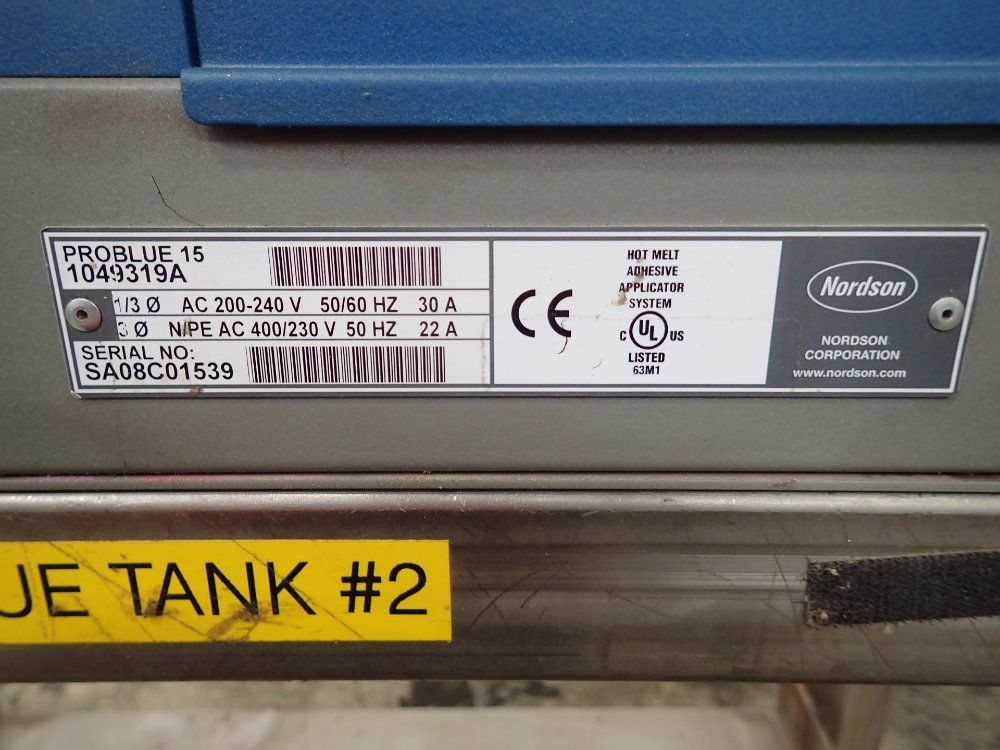 PROBLUE 15
1049319A
1/3 Ø AC 200-240 V 50/60 HZ 30 A
3 Ø N/PE AC 400/230 V 50 HZ 22 A
SERIAL NO:
SA08C01539
CE
HOT MELT
ADHESIVE
APPLICATOR
SYSTEM
C UL US
LISTED
63M1
Nordson
NORDSON
CORPORATION
www.nordson.com
UE TANK #2